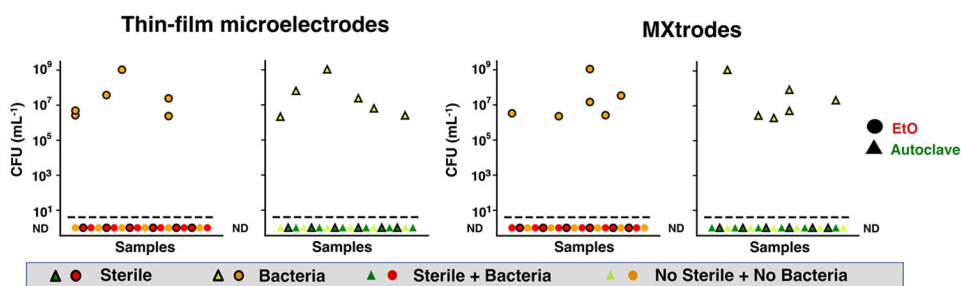 Thin-film microelectrodes
MXtrodes
CFU (mL-1)
10⁹
10⁷
10⁵
10³
10¹
ND
Samples
ND
Samples
CFU (mL-1)
10⁹
10⁷
10⁵
10³
10¹
ND
Samples
ND
Samples
EtO
Autoclave
Sterile
Bacteria
Sterile + Bacteria
No Sterile + No Bacteria